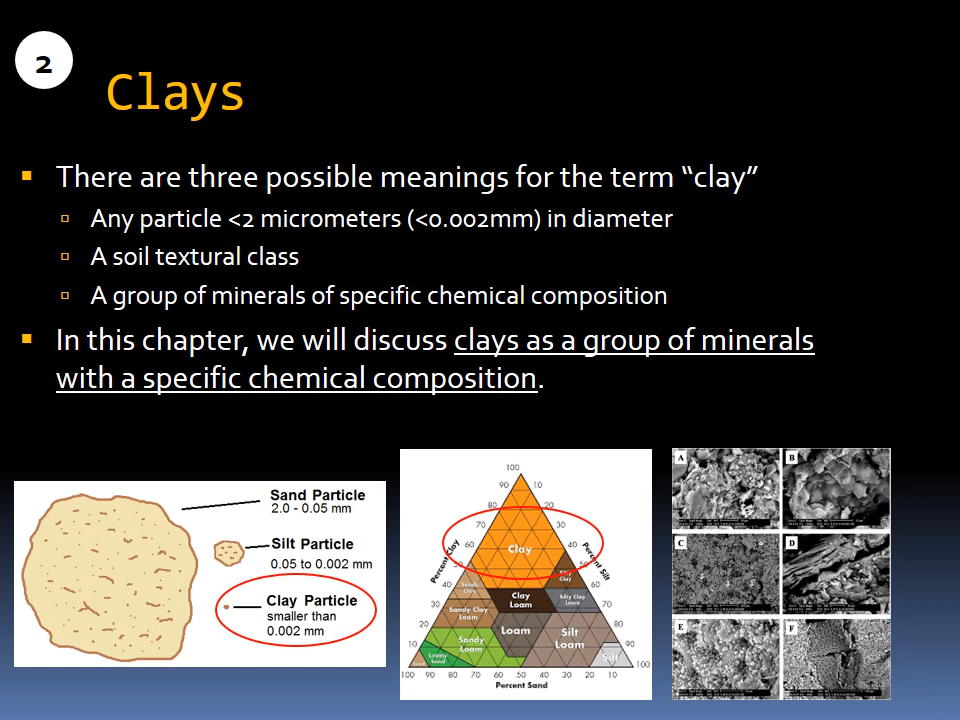 2
Clays
There are three possible meanings for the term “clay”
Any particle <2 micrometers (<0.002mm) in diameter
A soil textural class
A group of minerals of specific chemical composition
In this chapter, we will discuss clays as a group of minerals
with a specific chemical composition.
Sand Particle
2.0 - 0.05 mm
Silt Particle
0.05 to 0.002 mm
Clay Particle
smaller than
0.002 mm
100
90 10
80 20
70 30
60 40
50
40 60
30 70
20 80
10 90
100
Percent Clay
Percent Silt
Clay
Silty
Clay
Sandy
Clay
Clay
Loam
Silty Clay
Loam
Sandy Clay
Loam
Loam
Silt
Loam
Sandy
Loam
Loamy
Sand
Silt
100 90 80 70 60 50 40 30 20 10
Percent Sand
A
B
C
D
E
F